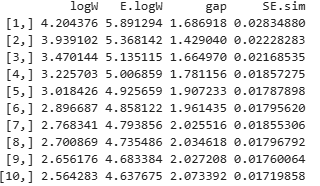 logW E.logW gap SE.sim
[1,] 4.204376 5.891294 1.686918 0.02834880
[2,] 3.939102 5.368142 1.429040 0.02228283
[3,] 3.470144 5.135115 1.664970 0.02168535
[4,] 3.225703 5.006859 1.781156 0.01857275
[5,] 3.018426 4.925659 1.907233 0.01787898
[6,] 2.896687 4.858122 1.961435 0.01795620
[7,] 2.768341 4.793856 2.025516 0.01855306
[8,] 2.700869 4.735486 2.034618 0.01796792
[9,] 2.656176 4.683384 2.027208 0.01760064
[10,] 2.564283 4.637675 2.073392 0.01719858